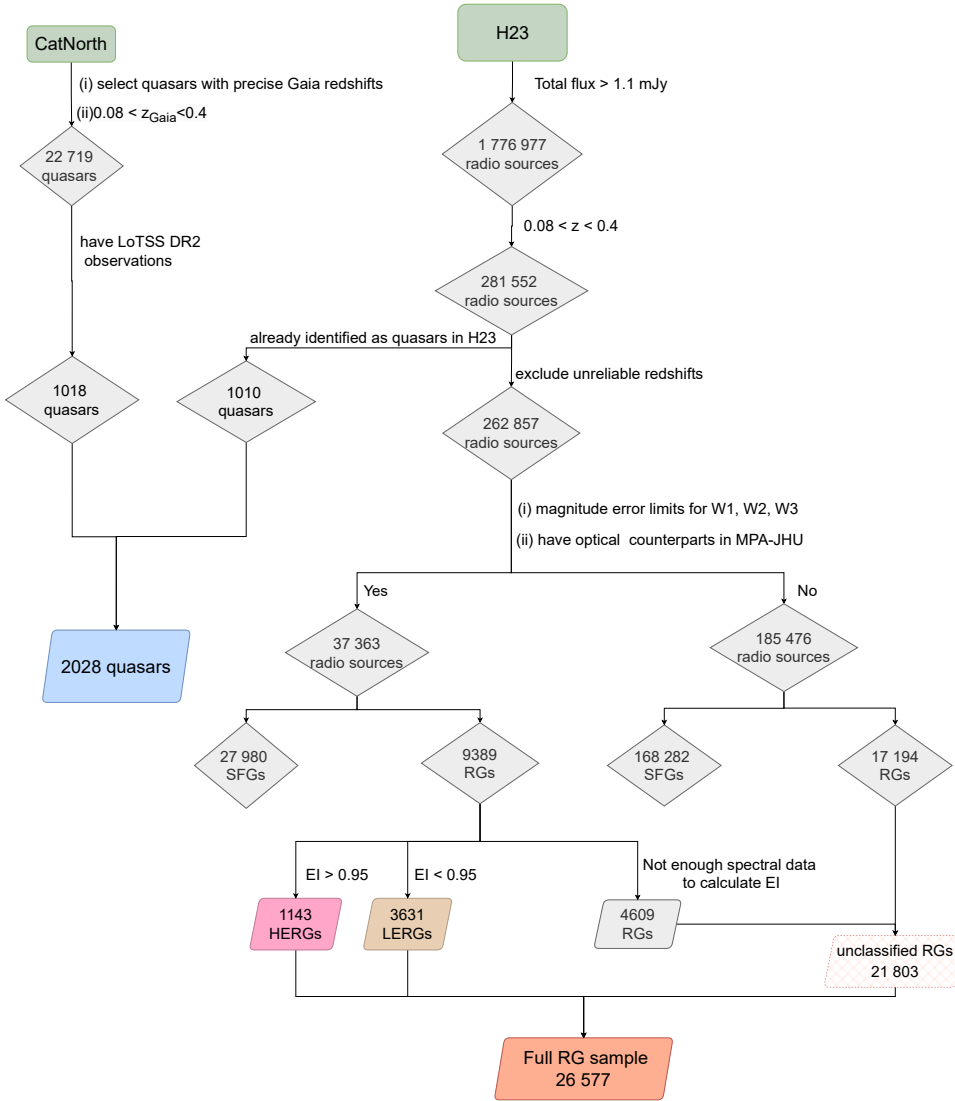 CatNorth
H23
(i) select quasars with precise Gaia redshifts
(ii)0.08 < zGaia<0.4
Total flux > 1.1 mJy
22 719
quasars
1 776 977
radio sources
have LoTSS DR2
observations
0.08 < z < 0.4
281 552
radio sources
already identified as quasars in H23
exclude unreliable redshifts
1018
quasars
1010
quasars
262 857
radio sources
(i) magnitude error limits for W1, W2, W3
(ii) have optical counterparts in MPA-JHU
Yes
No
2028 quasars
37 363
radio sources
185 476
radio sources
27 980
SFGs
9389
RGs
168 282
SFGs
17 194
RGs
EI > 0.95
EI < 0.95
Not enough spectral data
to calculate EI
1143
HERGs
3631
LERGs
4609
RGs
unclassified RGs
21 803
Full RG sample
26 577